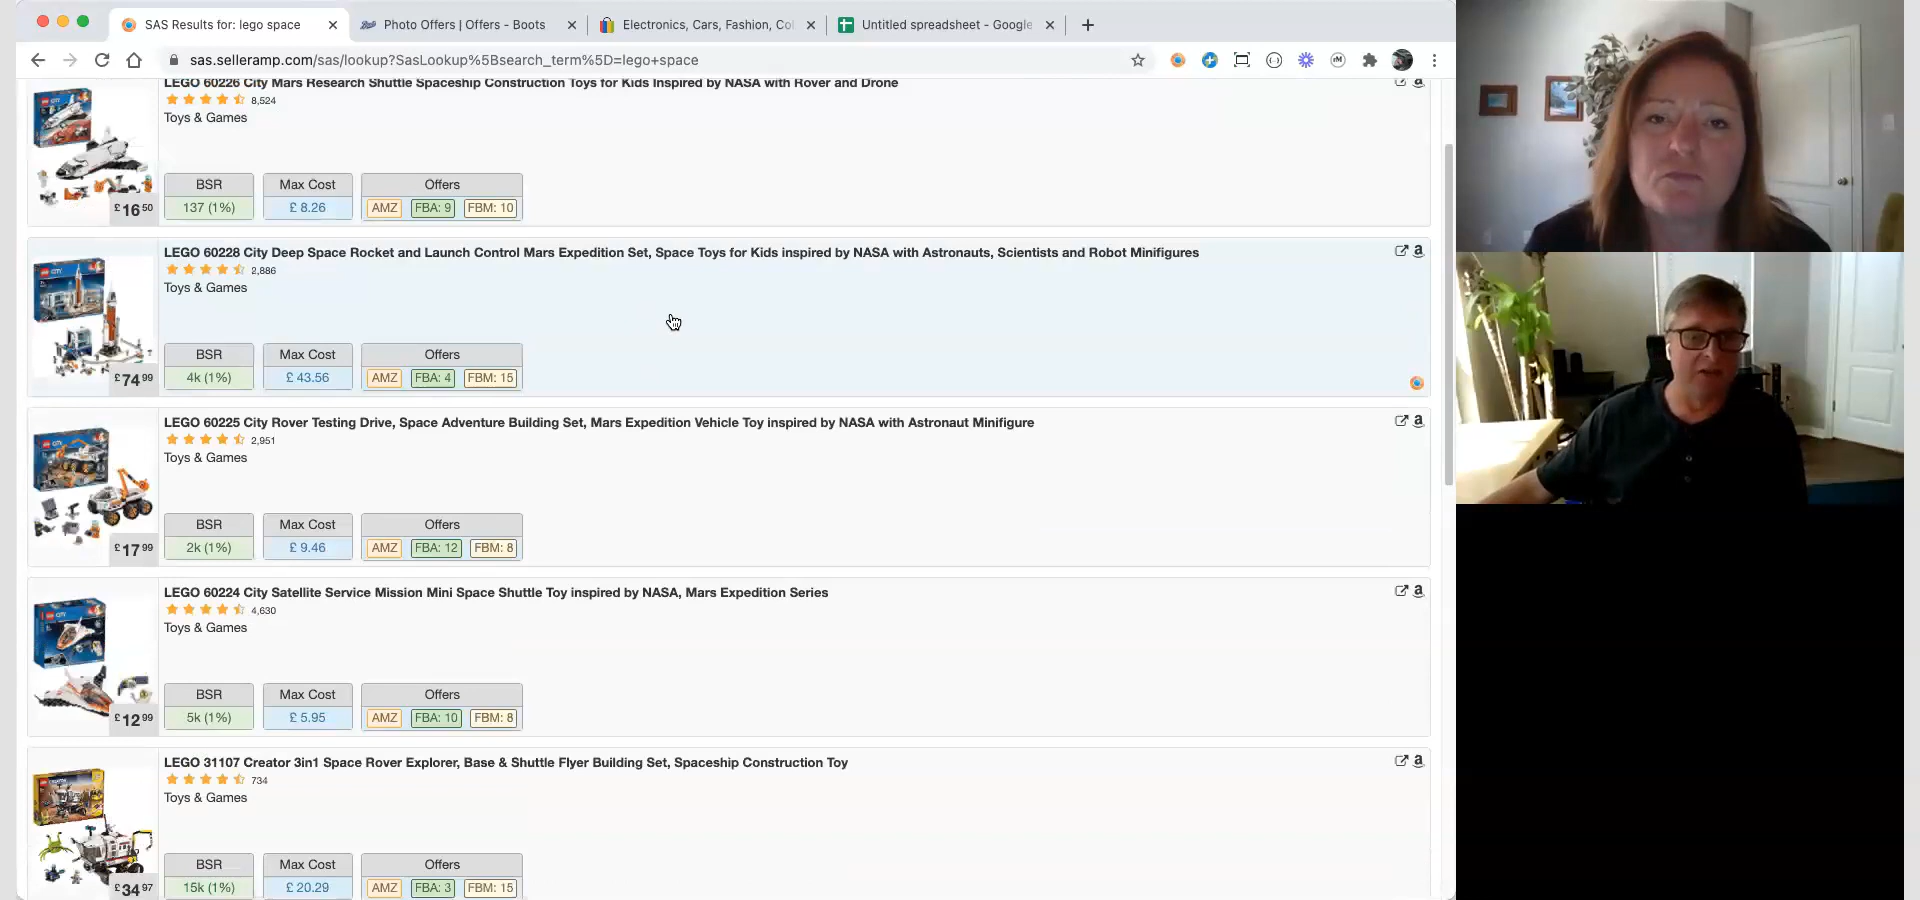 SAS Results for: lego space
Photo Offers | Offers - Boots
Electronics, Cars, Fashion, Co
Untitled spreadsheet - Google
sas.sellerramp.com/sas/lookup?SasLookup%5Bsearch_term%5D=lego+space
LEGO 60226 City Mars Research Shuttle Spaceship Construction Toys for Kids Inspired by NASA with Rover and Drone
8,524
Toys & Games
BSR Max Cost Offers
£16 50 137 (1%) £ 8.26 AMZ FBA: 9 FBM: 10
LEGO 60228 City Deep Space Rocket and Launch Control Mars Expedition Set, Space Toys for Kids inspired by NASA with Astronauts, Scientists and Robot Minifigures
2,886
Toys & Games
BSR Max Cost Offers
£74 99 4k (1%) £ 43.56 AMZ FBA: 4 FBM: 15
LEGO 60225 City Rover Testing Drive, Space Adventure Building Set, Mars Expedition Vehicle Toy inspired by NASA with Astronaut Minifigure
2,951
Toys & Games
BSR Max Cost Offers
£17 99 2k (1%) £ 9.46 AMZ FBA: 12 FBM: 8
LEGO 60224 City Satellite Service Mission Mini Space Shuttle Toy inspired by NASA, Mars Expedition Series
4,630
Toys & Games
BSR Max Cost Offers
£12 99 5k (1%) £ 5.95 AMZ FBA: 10 FBM: 8
LEGO 31107 Creator 3in1 Space Rover Explorer, Base & Shuttle Flyer Building Set, Spaceship Construction Toy
734
Toys & Games
BSR Max Cost Offers
£34 97 15k (1%) £ 20.29 AMZ FBA: 3 FBM: 15